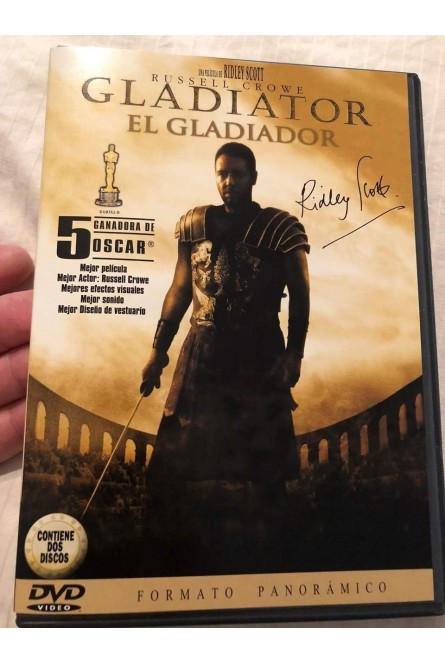 UNA PELÍCULA DE RIDLEY SCOTT
RUSSELL CROWE
GLADIATOR
EL GLADIADOR
Ridley Scott.
5 GANADORA DE
OSCAR®
Mejor película
Mejor Actor: Russell Crowe
Mejores efectos visuales
Mejor sonido
Mejor Diseño de vestuario
CONTIENE
DOS
DISCOS
DVD
VIDEO
FORMATO PANORÁMICO